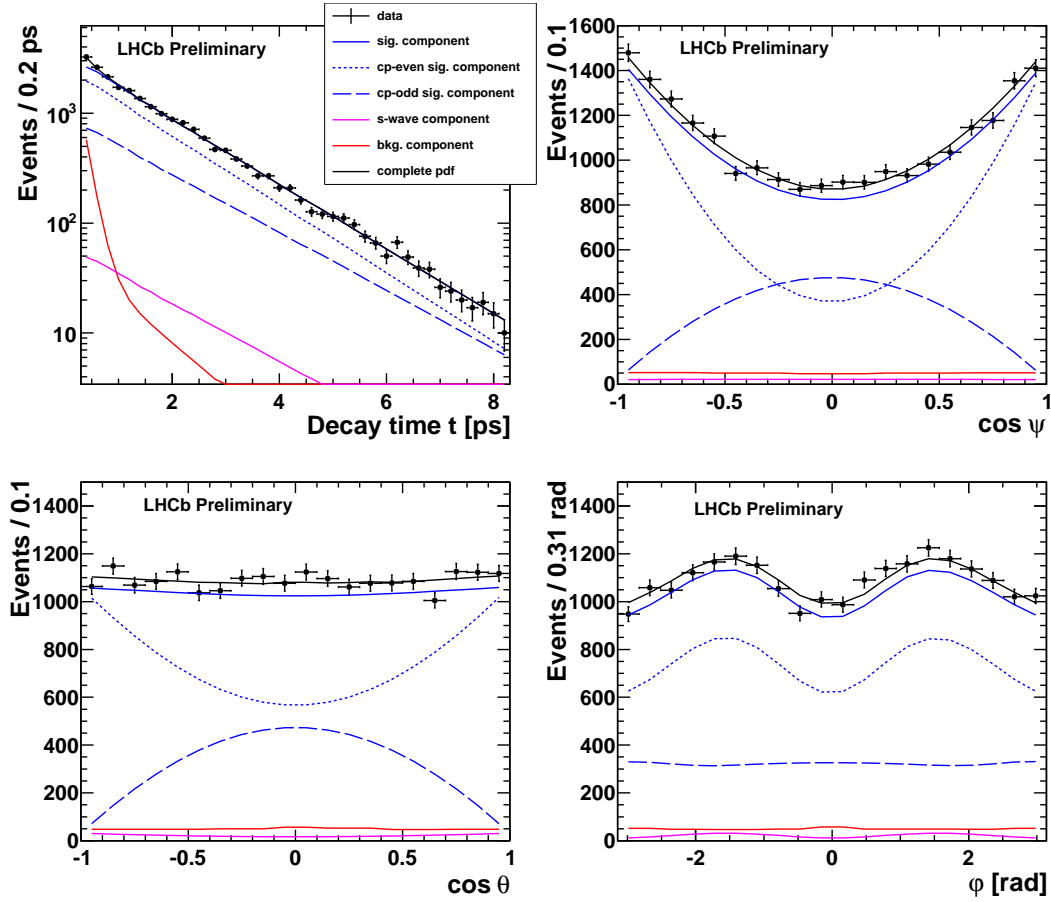 LHCb Preliminary
data
sig. component
cp-even sig. component
cp-odd sig. component
s-wave component
bkg. component
complete pdf
Events / 0.2 ps
10³
10²
10
2 4 6 8
Decay time t [ps]
LHCb Preliminary
Events / 0.1
1600
1400
1200
1000
800
600
400
200
0
-1 -0.5 0 0.5 1
cos ψ
LHCb Preliminary
Events / 0.1
1400
1200
1000
800
600
400
200
0
-1 -0.5 0 0.5 1
cos θ
LHCb Preliminary
Events / 0.31 rad
1400
1200
1000
800
600
400
200
0
-2 0 2
φ [rad]